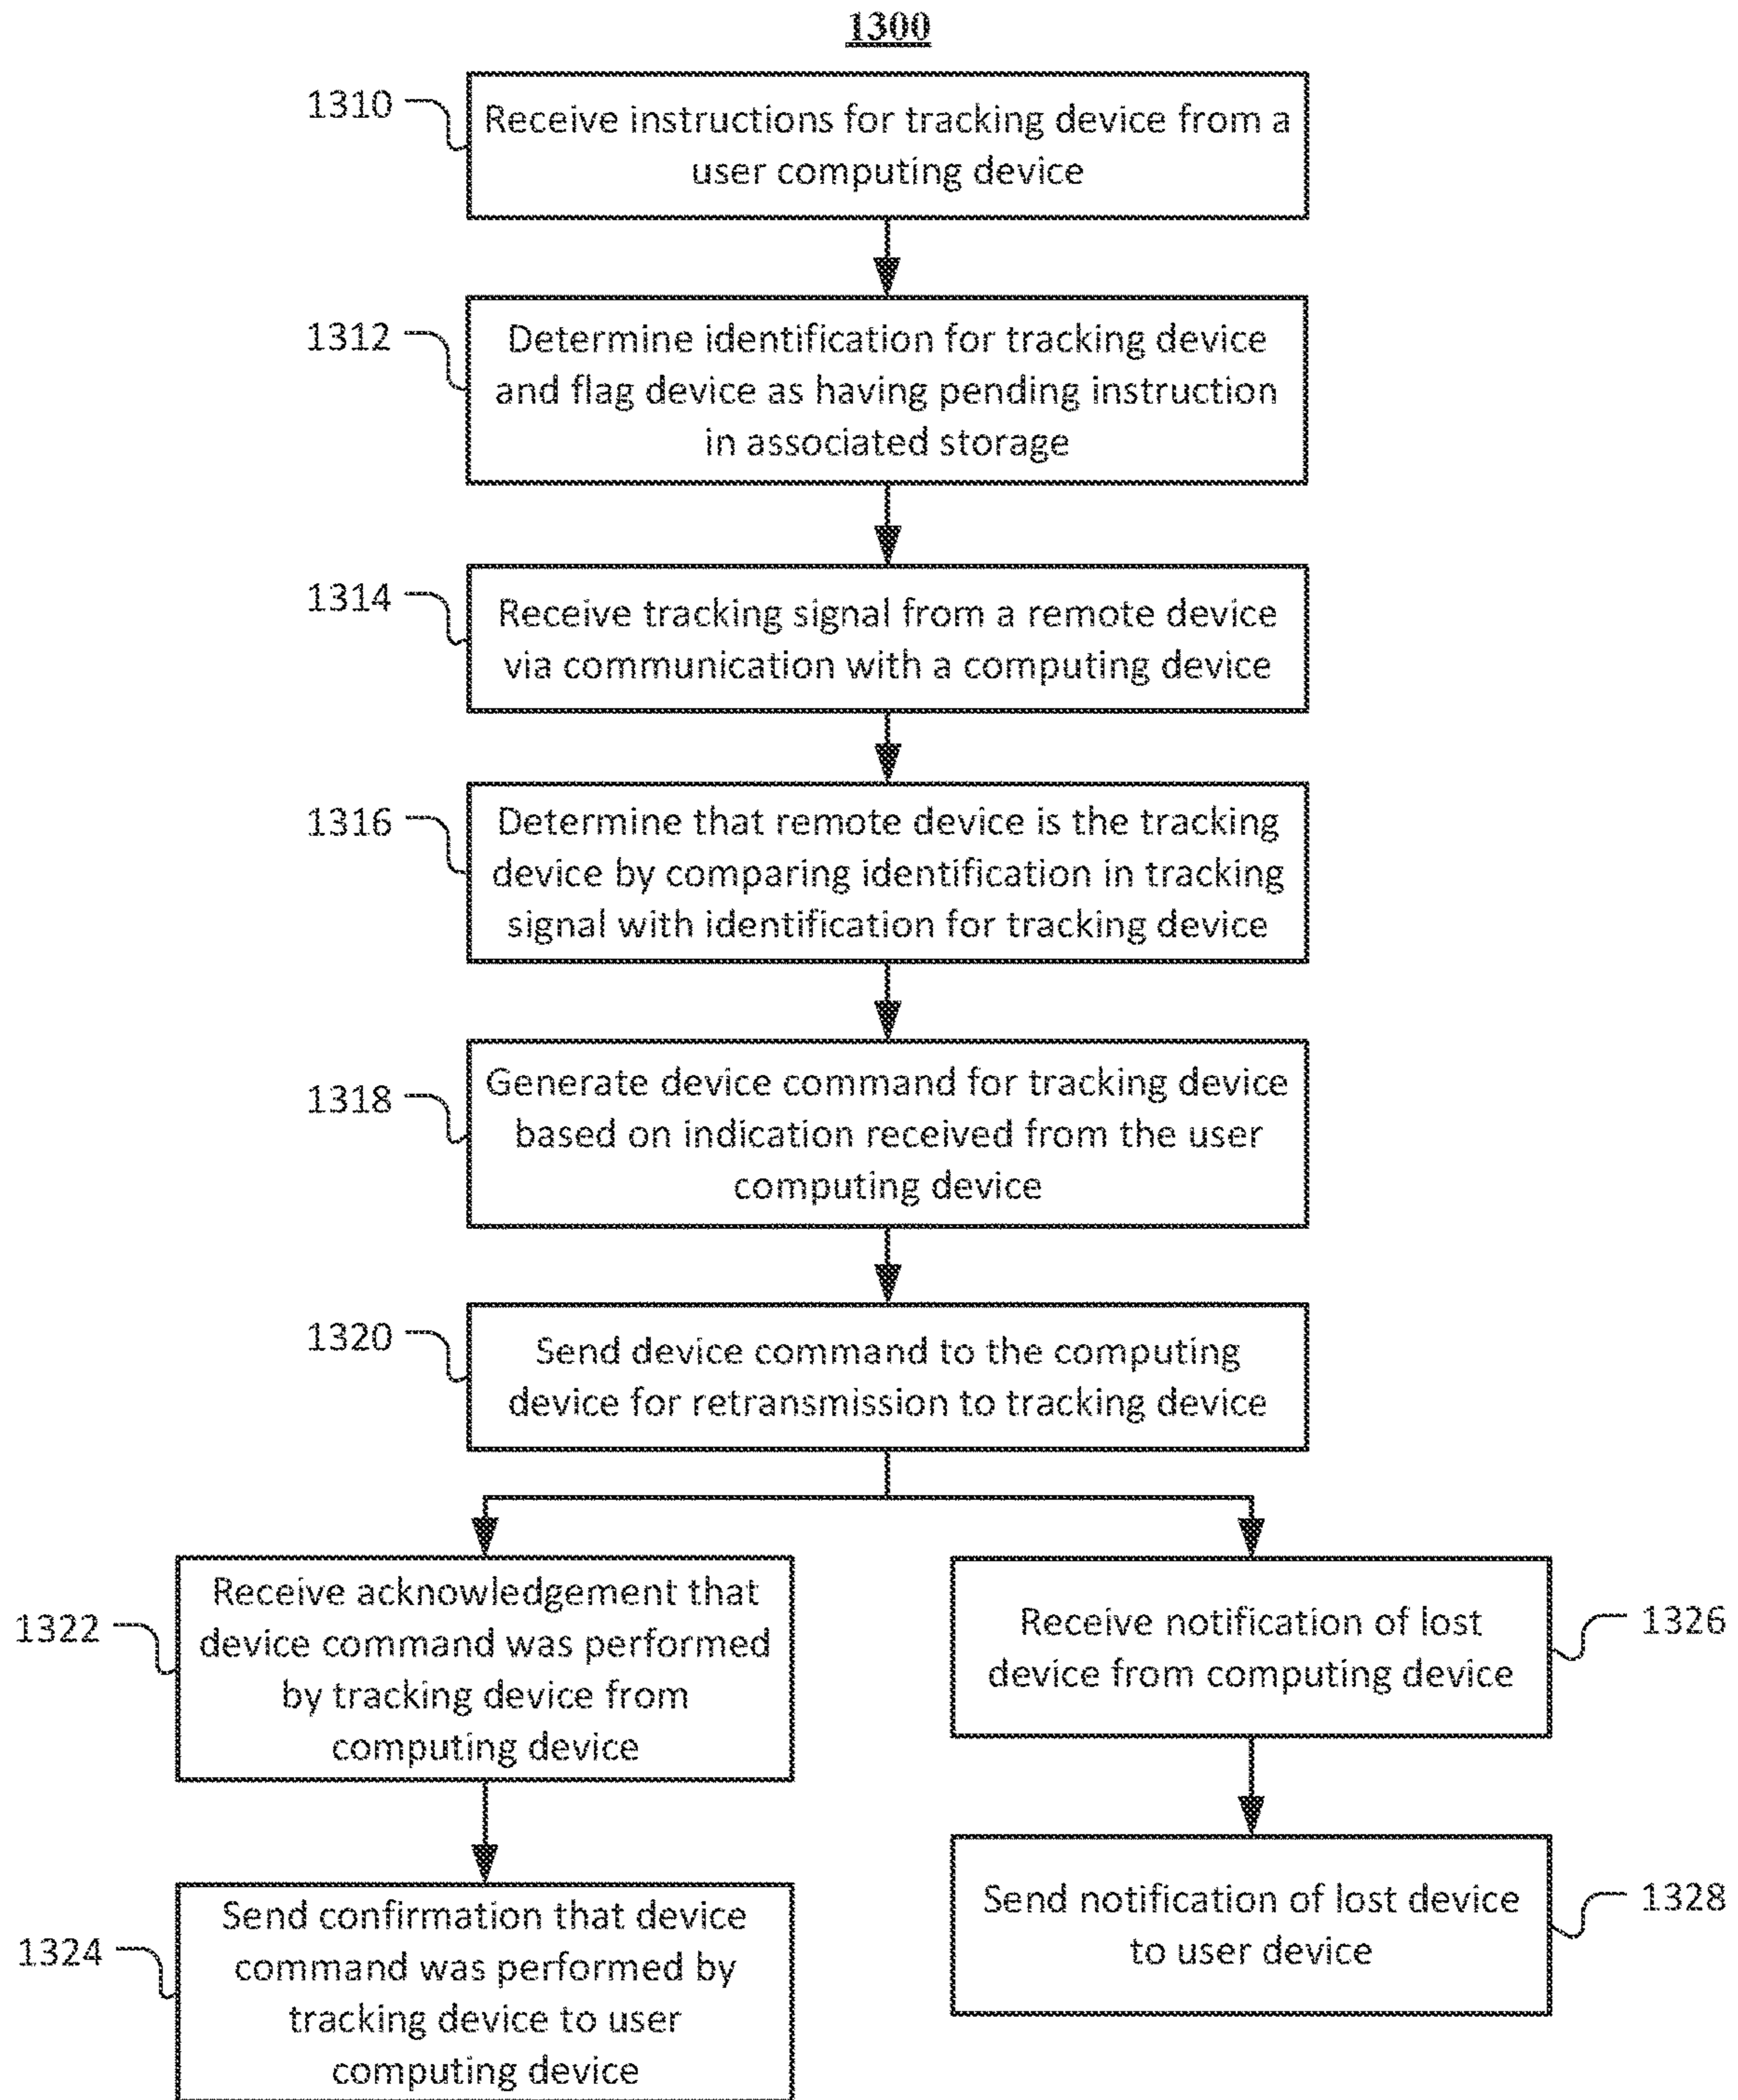 1300
1310
Receive instructions for tracking device from a
user computing device
1312
Determine identification for tracking device
and flag device as having pending instruction
in associated storage
1314
Receive tracking signal from a remote device
via communication with a computing device
1316
Determine that remote device is the tracking
device by comparing identification in tracking
signal with identification for tracking device
1318
Generate device command for tracking device
based on indication received from the user
computing device
1320
Send device command to the computing
device for retransmission to tracking device
1322
Receive acknowledgement that
device command was performed
by tracking device from
computing device
1324
Send confirmation that device
command was performed by
tracking device to user
computing device
1326
Receive notification of lost
device from computing device
1328
Send notification of lost device
to user device